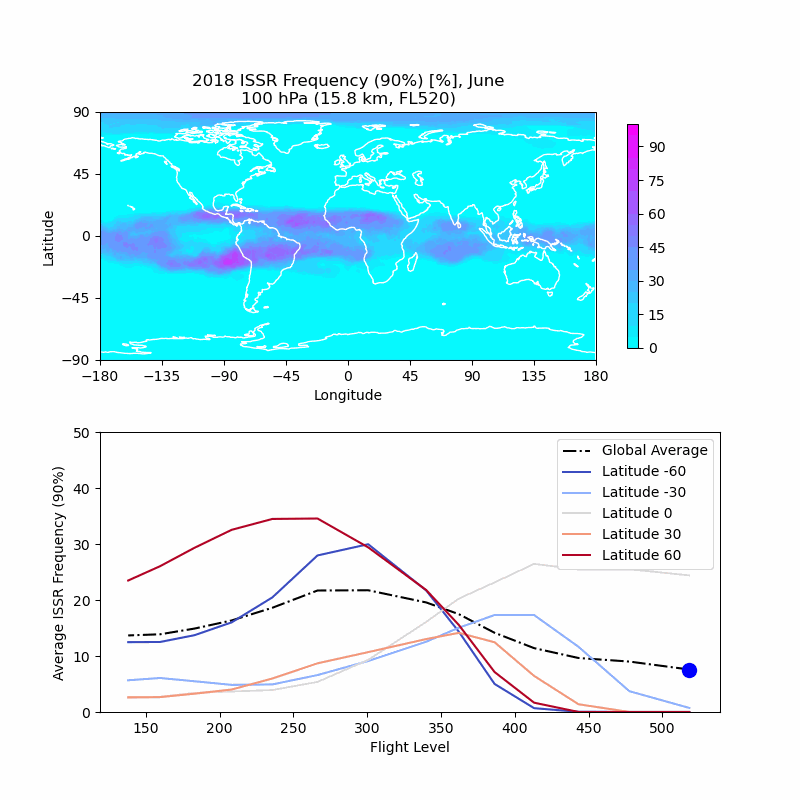 2018 ISSR Frequency (90%) [%], June
100 hPa (15.8 km, FL520)
90
45
0
−45
−90
Latitude
−180 −135 −90 −45 0 45 90 135 180
Longitude
90
75
60
45
30
15
0
50
40
30
20
10
0
Average ISSR Frequency (90%)
Global Average
Latitude -60
Latitude -30
Latitude 0
Latitude 30
Latitude 60
150 200 250 300 350 400 450 500
Flight Level